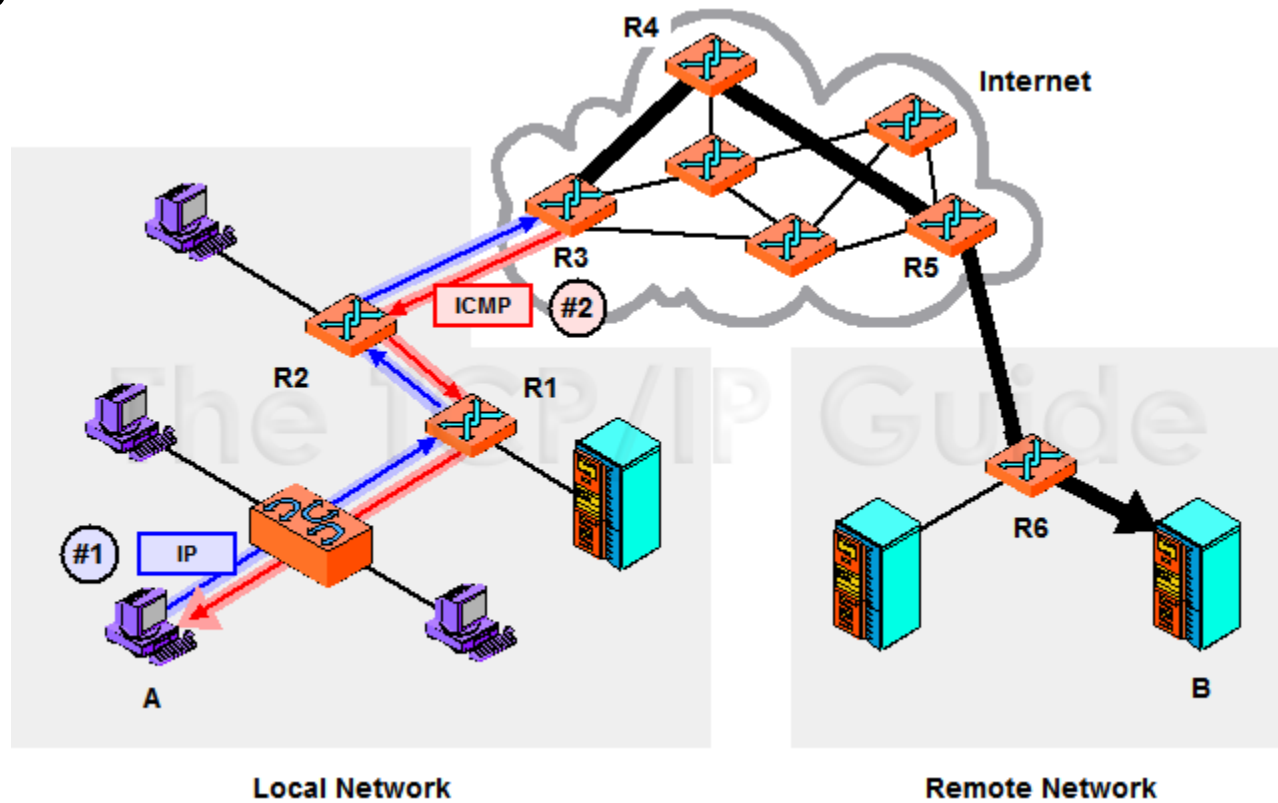 R4
Internet
R3
R5
ICMP
#2
R2
R1
The TCP/IP Guide
#1
IP
R6
A
B
Local Network
Remote Network